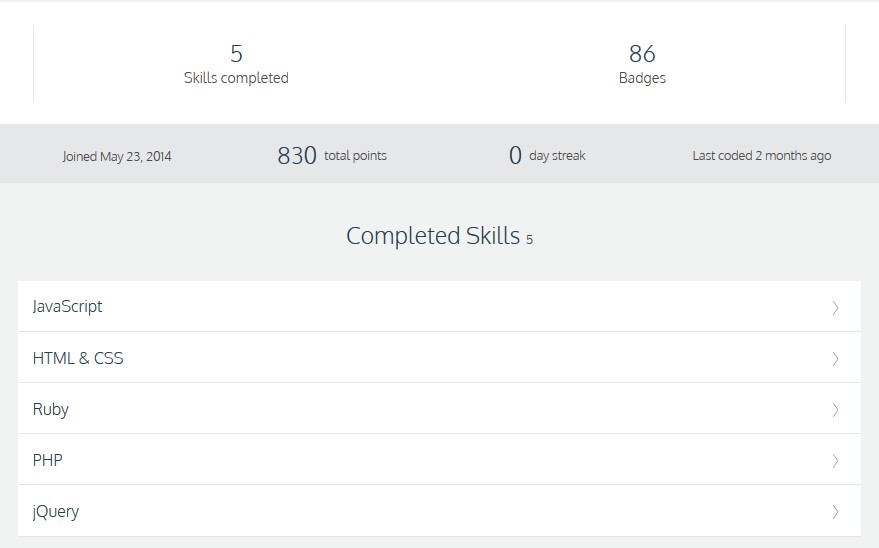 5
Skills completed
86
Badges
Joined May 23, 2014
830 total points
0 day streak
Last coded 2 months ago
Completed Skills 5
JavaScript
HTML & CSS
Ruby
PHP
jQuery